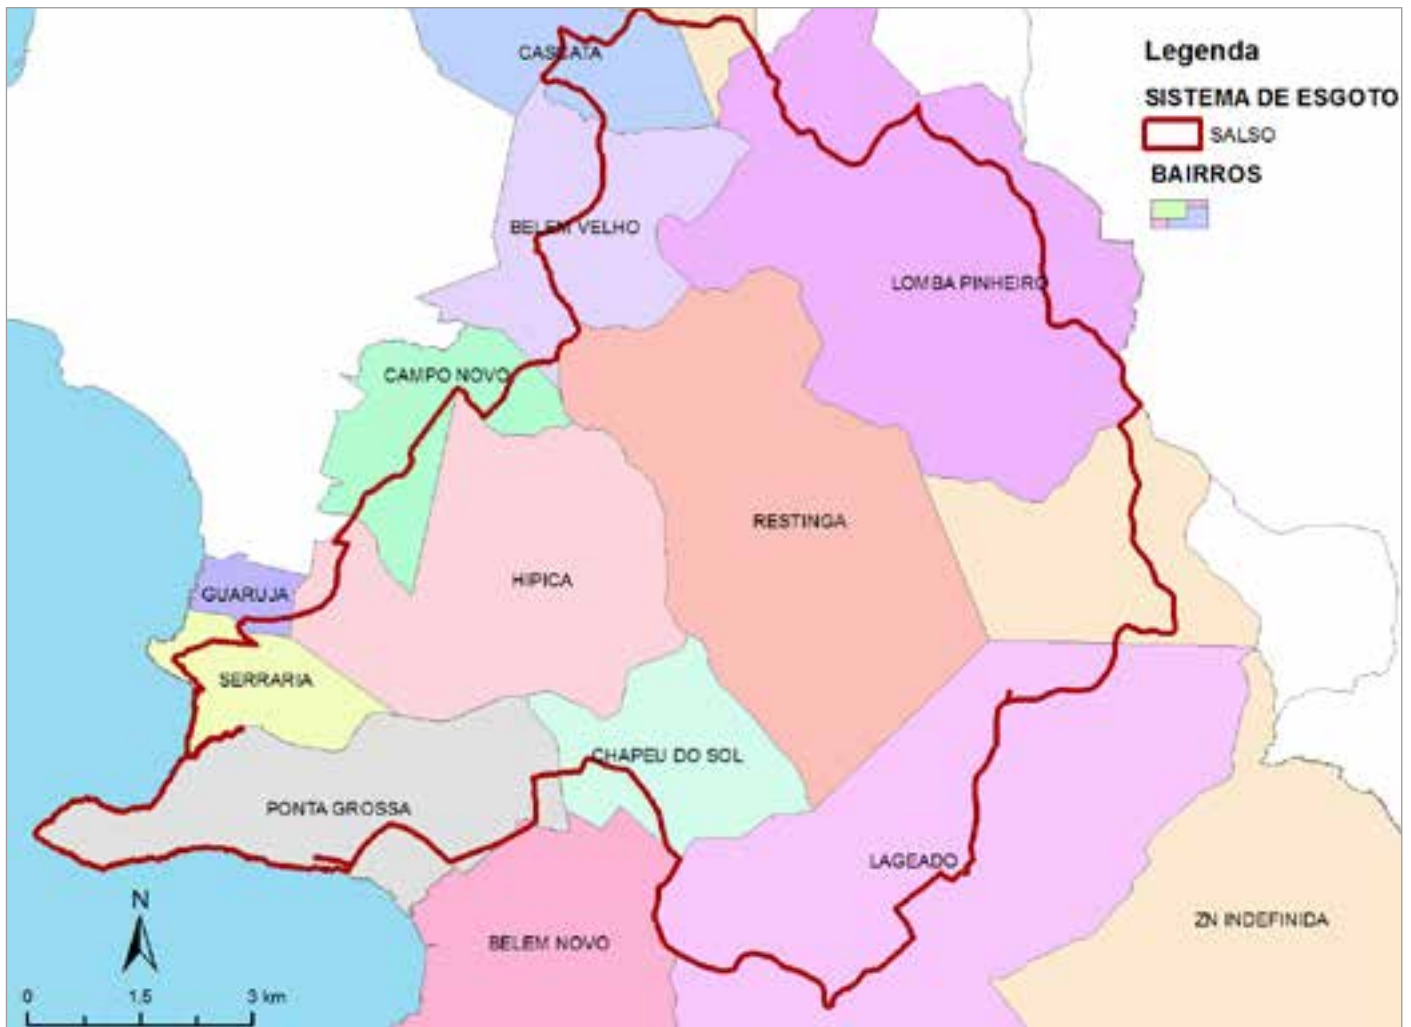 CASCATA
Legenda
SISTEMA DE ESGOTO
SALSO
BAIRROS
BELEM VELHO
LOMBA PINHEIRO
CAMPO NOVO
RESTINGA
HIPICA
GUARUJA
SERRARIA
CHAPEU DO SOL
PONTA GROSSA
LAGEADO
N
ZN INDEFINIDA
BELEM NOVO
0 1.5 3 km